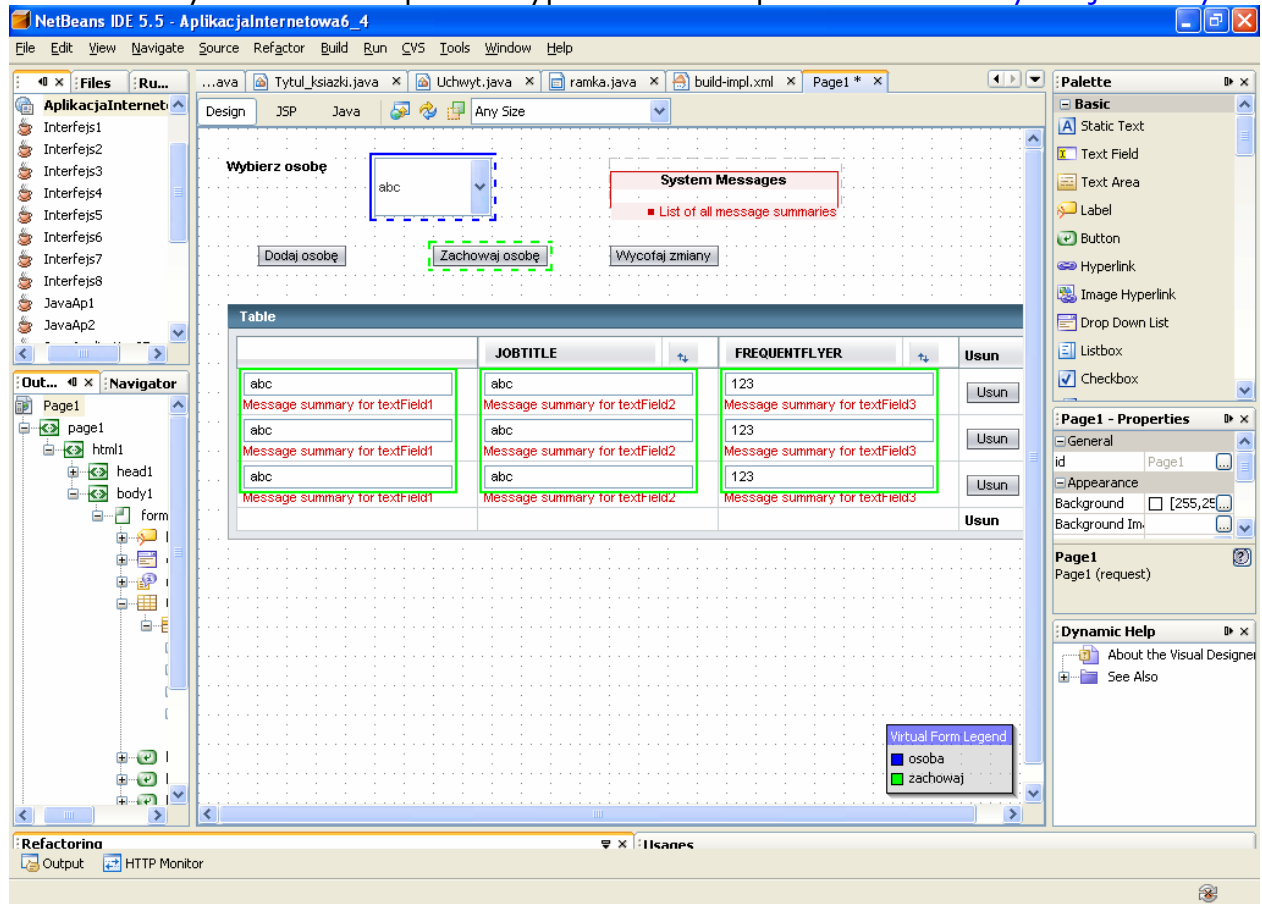 NetBeans IDE 5.5 - AplikacjaInternetowa6_4
File Edit View Navigate Source Refactor Build Run CVS Tools Window Help
Files Ru... ...ava Tytul_ksiazki.java Uchwyt.java ramka.java build-impl.xml Page1 * Palette
AplikacjaInternet
Interfejs1
Interfejs2
Interfejs3
Interfejs4
Interfejs5
Interfejs6
Interfejs7
Interfejs8
JavaAp1
JavaAp2
Out... Navigator
Page1
page1
html1
head1
body1
form
Design JSP Java Any Size
Wybierz osobę
abc
System Messages
List of all message summaries
Dodaj osobę Zachowaj osobę Wycofaj zmiany
Table
JOBTITLE FREQUENTFLYER Usun
abc abc 123 Usun
Message summary for textField1 Message summary for textField2 Message summary for textField3
abc abc 123 Usun
Message summary for textField1 Message summary for textField2 Message summary for textField3
abc abc 123 Usun
Message summary for textField1 Message summary for textField2 Message summary for textField3
Usun
Virtual Form Legend
osoba
zachowaj
Basic
Static Text
Text Field
Text Area
Label
Button
Hyperlink
Image Hyperlink
Drop Down List
Listbox
Checkbox
Page1 - Properties
General
id Page1 ...
Appearance
Background [255,25 ...
Background Im ...
Page1
Page1 (request)
Dynamic Help
About the Visual Designer
See Also
Refactoring Usages
Output HTTP Monitor